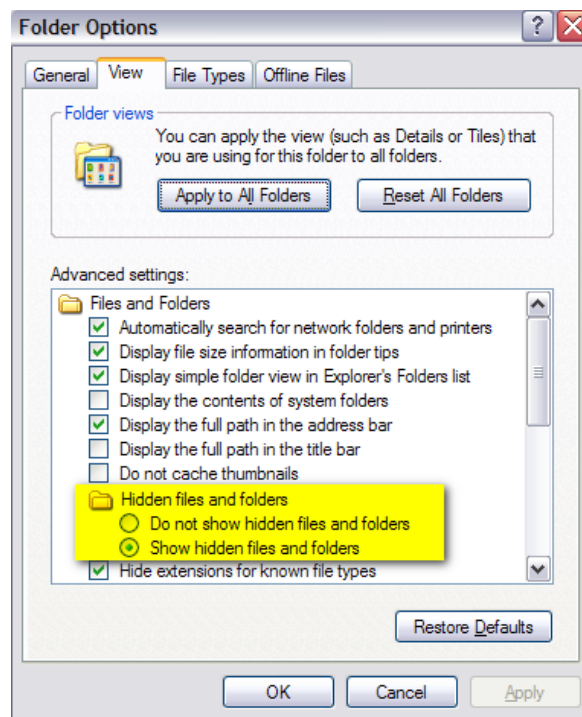 Folder Options
General View File Types Offline Files
Folder views
You can apply the view (such as Details or Tiles) that
you are using for this folder to all folders.
Apply to All Folders Reset All Folders
Advanced settings:
Files and Folders
Automatically search for network folders and printers
Display file size information in folder tips
Display simple folder view in Explorer's Folders list
Display the contents of system folders
Display the full path in the address bar
Display the full path in the title bar
Do not cache thumbnails
Hidden files and folders
Do not show hidden files and folders
Show hidden files and folders
Hide extensions for known file types
Restore Defaults
OK Cancel Apply